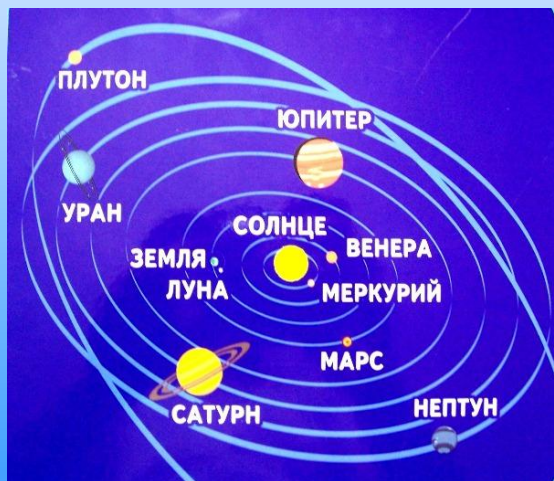 ПЛУТОН
ЮПИТЕР
УРАН
СОЛНЦЕ
ВЕНЕРА
ЗЕМЛЯ
ЛУНА
МЕРКУРИЙ
МАРС
САТУРН
НЕПТУН